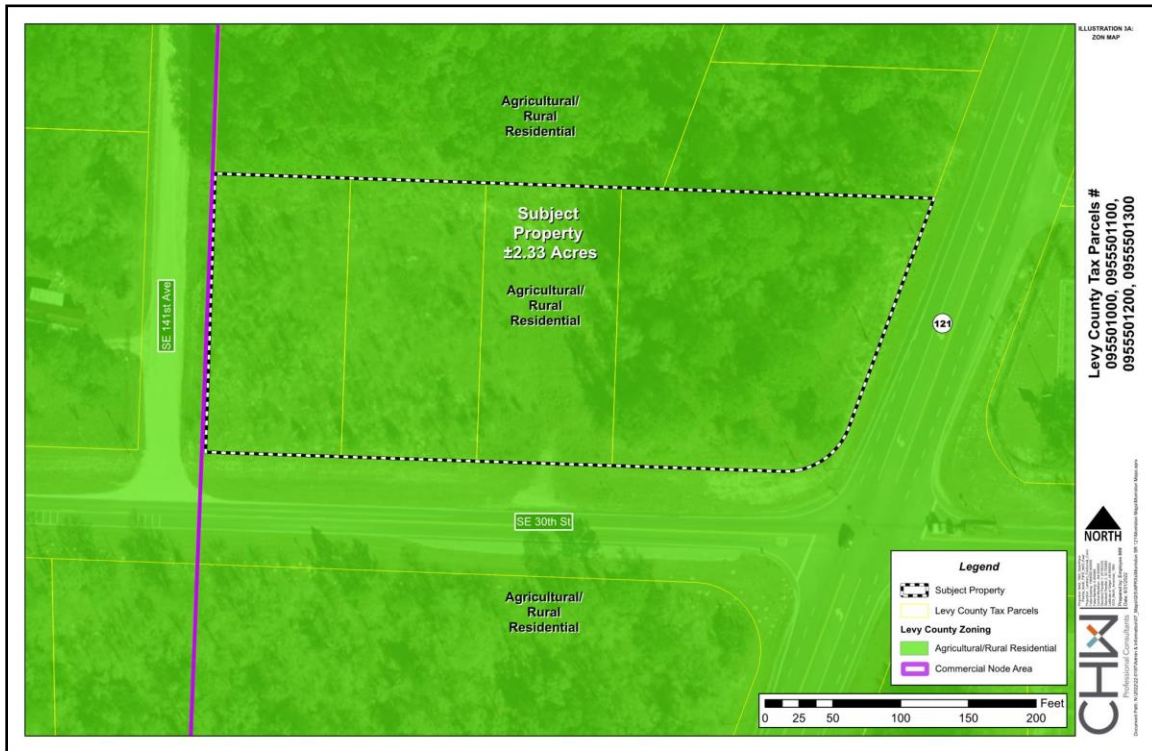 ILLUSTRATION 3A:
ZON MAP
Agricultural/
Rural
Residential
Subject
Property
±2.33 Acres
Agricultural/
Rural
Residential
SE 141st Ave
121
SE 30th St
Agricultural/
Rural
Residential
Levy County Tax Parcels #
095501000, 0955501100,
0955501200, 0955501300
NORTH
Legend
Subject Property
Levy County Tax Parcels
Levy County Zoning
Agricultural/Rural Residential
Commercial Node Area
Feet
0 25 50 100 150 200
CHW
Professional Consultants